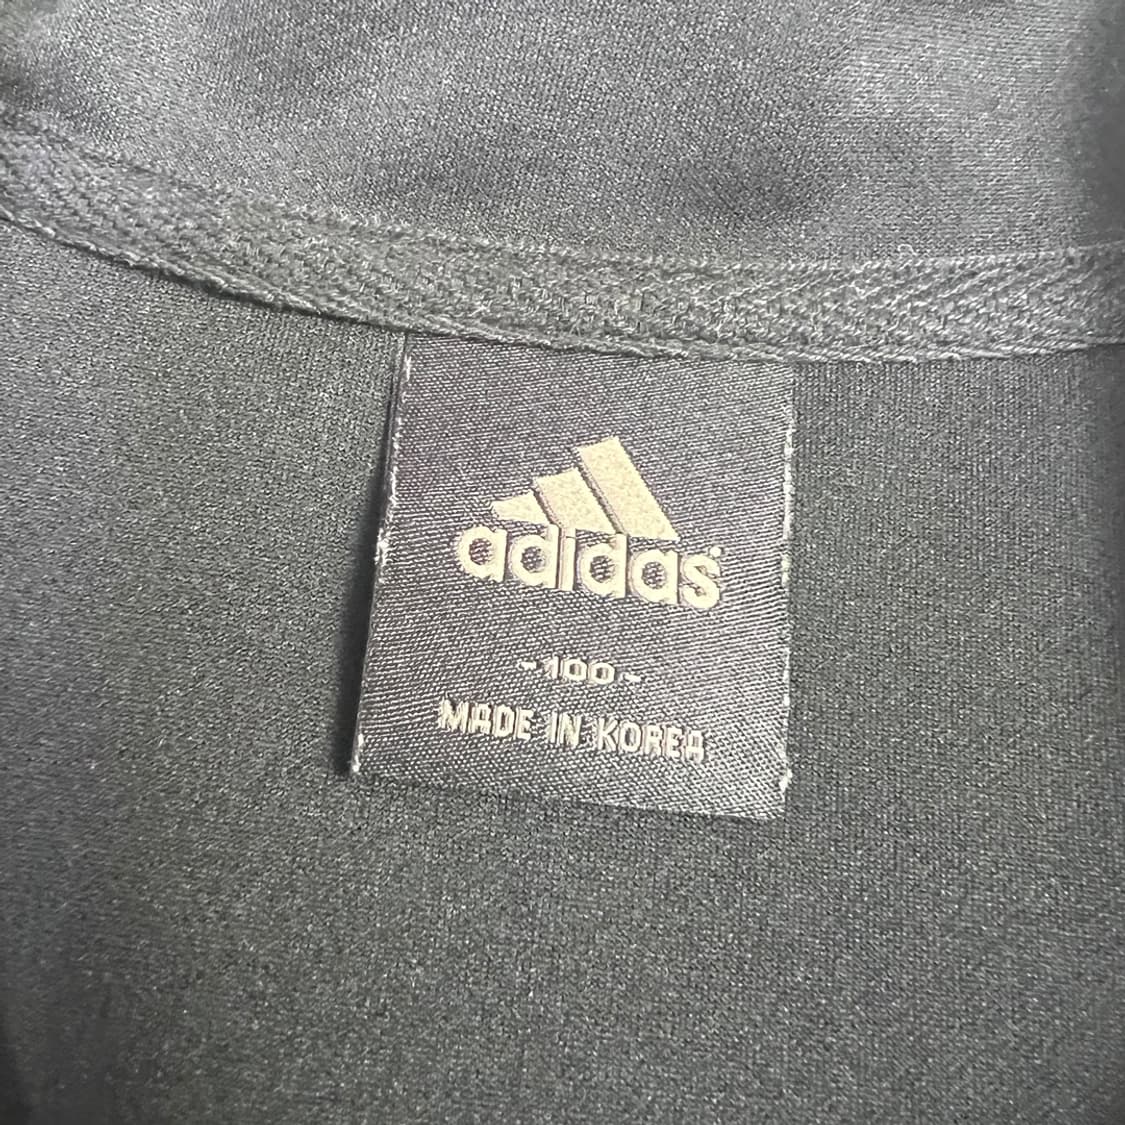 adidas
-100-
MADE IN KOREA